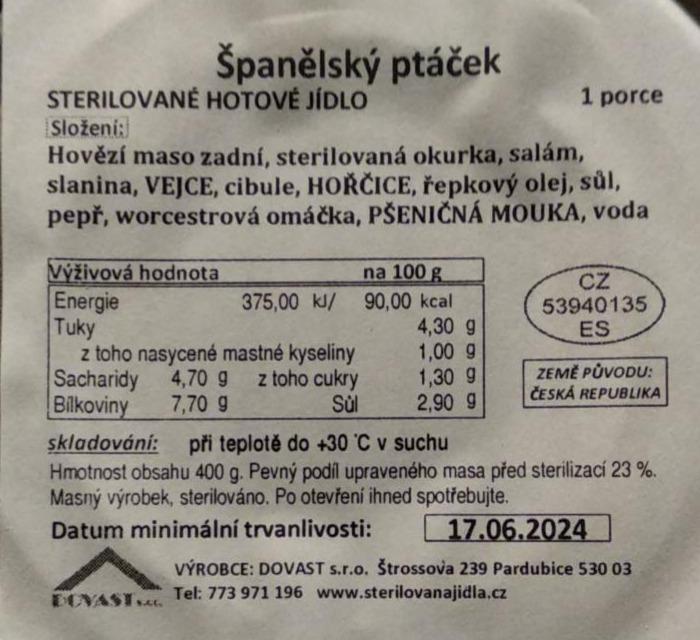 Španělský ptáček
STERILOVANÉ HOTOVÉ JÍDLO 1 porce
Složení:
Hovězí maso zadní, sterilovaná okurka, salám,
slanina, VEJCE, cibule, HOŘČICE, řepkový olej, sůl,
pepř, worcestrová omáčka, PŠENIČNÁ MOUKA, voda
Výživová hodnota na 100 g
Energie 375,00 kJ/ 90,00 kcal
Tuky 4,30 g
z toho nasycené mastné kyseliny 1,00 g
Sacharidy 4,70 g z toho cukry 1,30 g
Bílkoviny 7,70 g Sůl 2,90 g
CZ
53940135
ES
ZEMĚ PŮVODU:
ČESKÁ REPUBLIKA
skladování: při teplotě do +30 °C v suchu
Hmotnost obsahu 400 g. Pevný podíl upraveného masa před sterilizací 23 %.
Masný výrobek, sterilováno. Po otevření ihned spotřebujte.
Datum minimální trvanlivosti: 17.06.2024
VÝROBCE: DOVAST s.r.o. Štrossova 239 Pardubice 530 03
Tel: 773 971 196 www.sterilovanajidla.cz
DOVAST s.r.o.